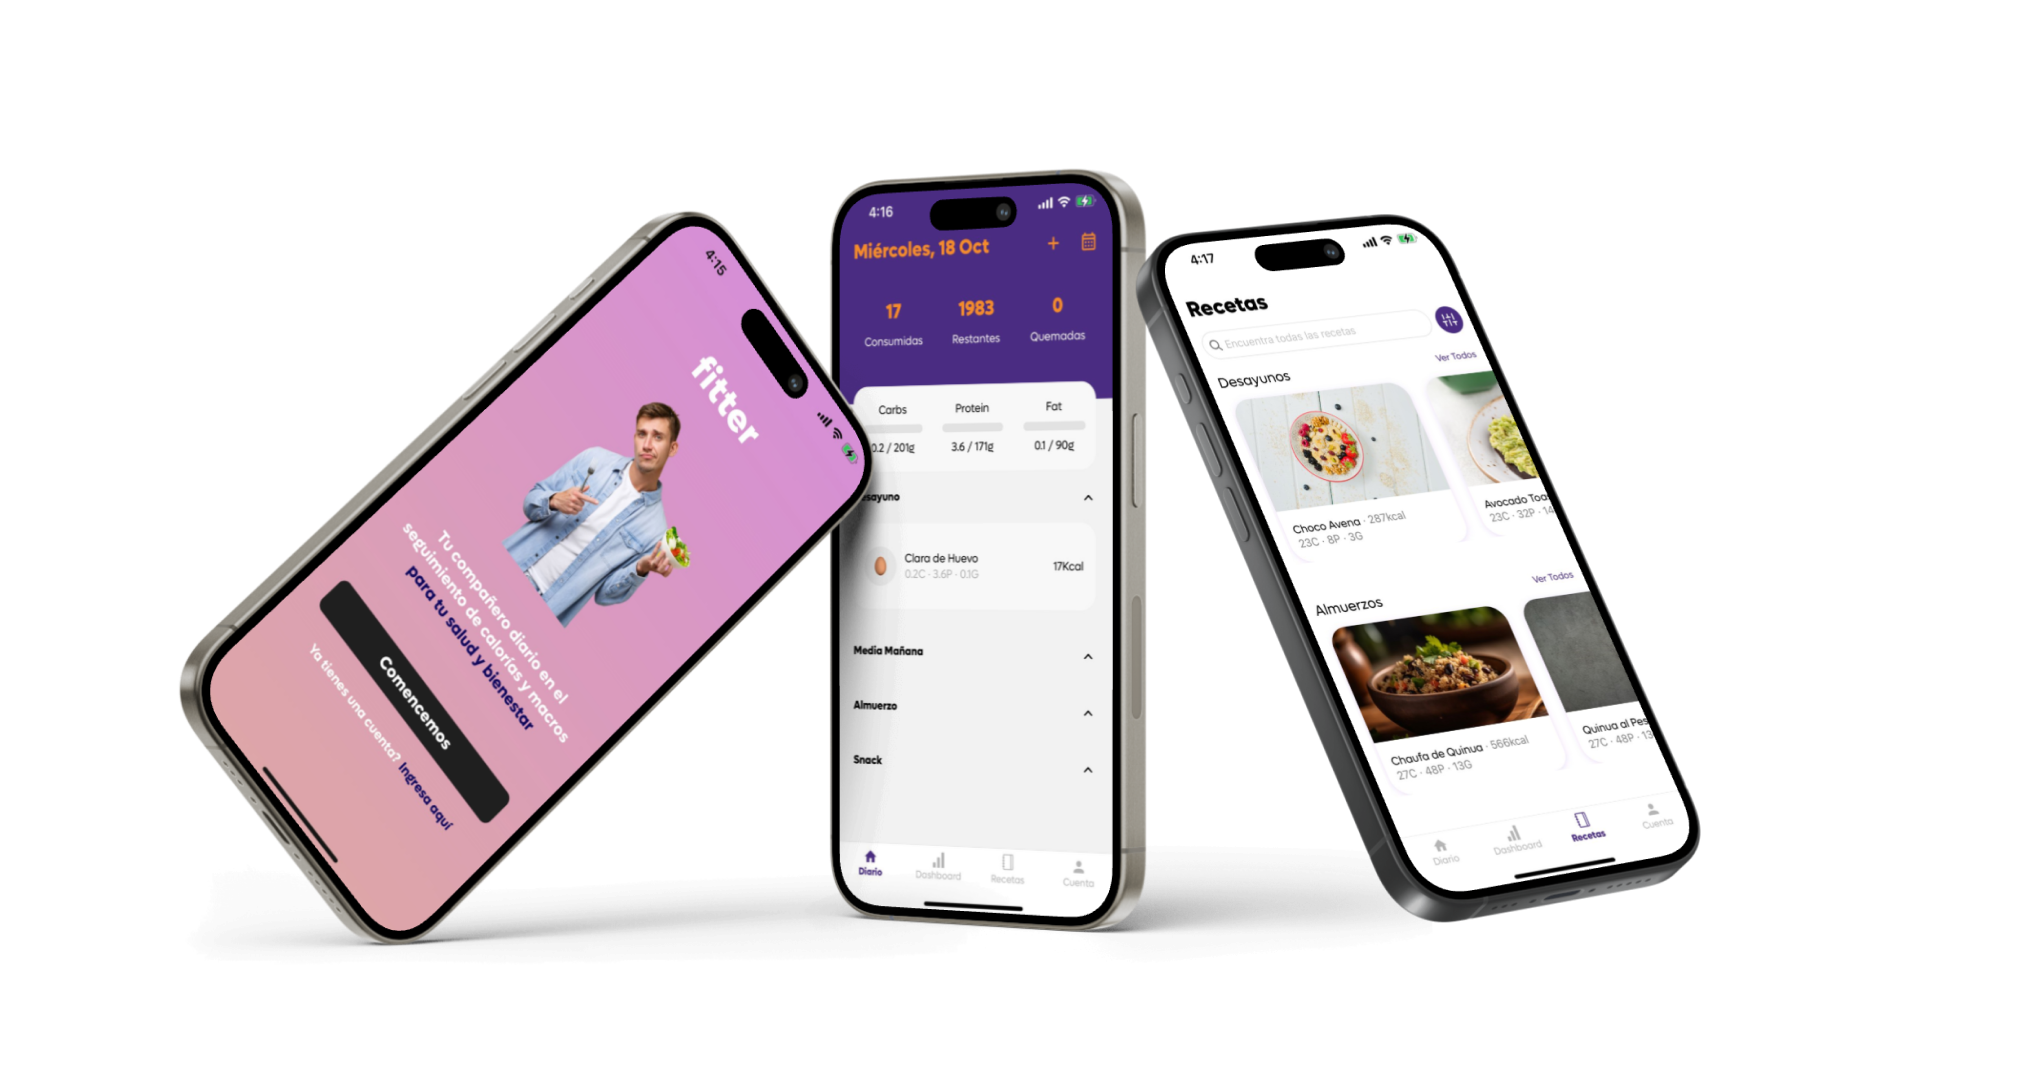 4:15
fitter
Tu compañero diario en el
seguimiento de calorías y macros
para tu salud y bienestar
Comencemos
Ya tienes una cuenta? Ingresa aquí
4:16
Miércoles, 18 Oct
+
17 1983 0
Consumidas Restantes Quemadas
Carbs Protein Fat
0.2 / 201g 3.6 / 171g 0.1 / 90g
esayuno
Clara de Huevo
0.2C · 3.6P · 0.1G
17Kcal
Media Mañana
Almuerzo
Snack
Diario Dashboard Recetas Cuenta
4:17
Recetas
Encuentra todas las recetas
Ver Todos
Desayunos
Choco Avena · 287kcal
23C · 8P · 3G
Avocado Toas
23C · 32P · 14
Ver Todos
Almuerzos
Chaufa de Quinua · 566kcal
27C · 48P · 13G
Quinua al Pes
27C · 48P · 13
Diario Dashboard Recetas Cuenta